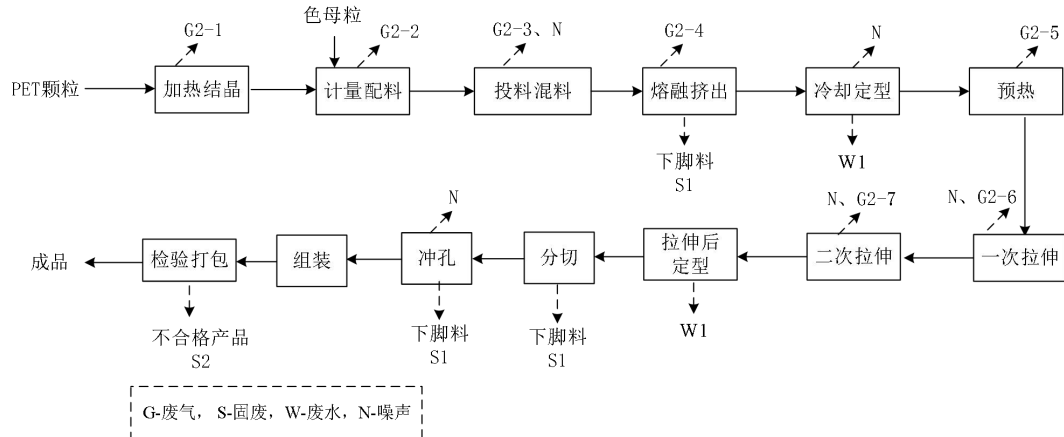 色母粒
G2-1
G2-2
G2-3、N
G2-4
N
G2-5
PET颗粒
加热结晶
计量配料
投料混料
熔融挤出
冷却定型
预热
下脚料
S1
W1
N
N、G2-7
N、G2-6
成品
检验打包
组装
冲孔
分切
拉伸后
定型
二次拉伸
一次拉伸
不合格产品
S2
下脚料
S1
下脚料
S1
W1
G-废气， S-固废，W-废水，N-噪声